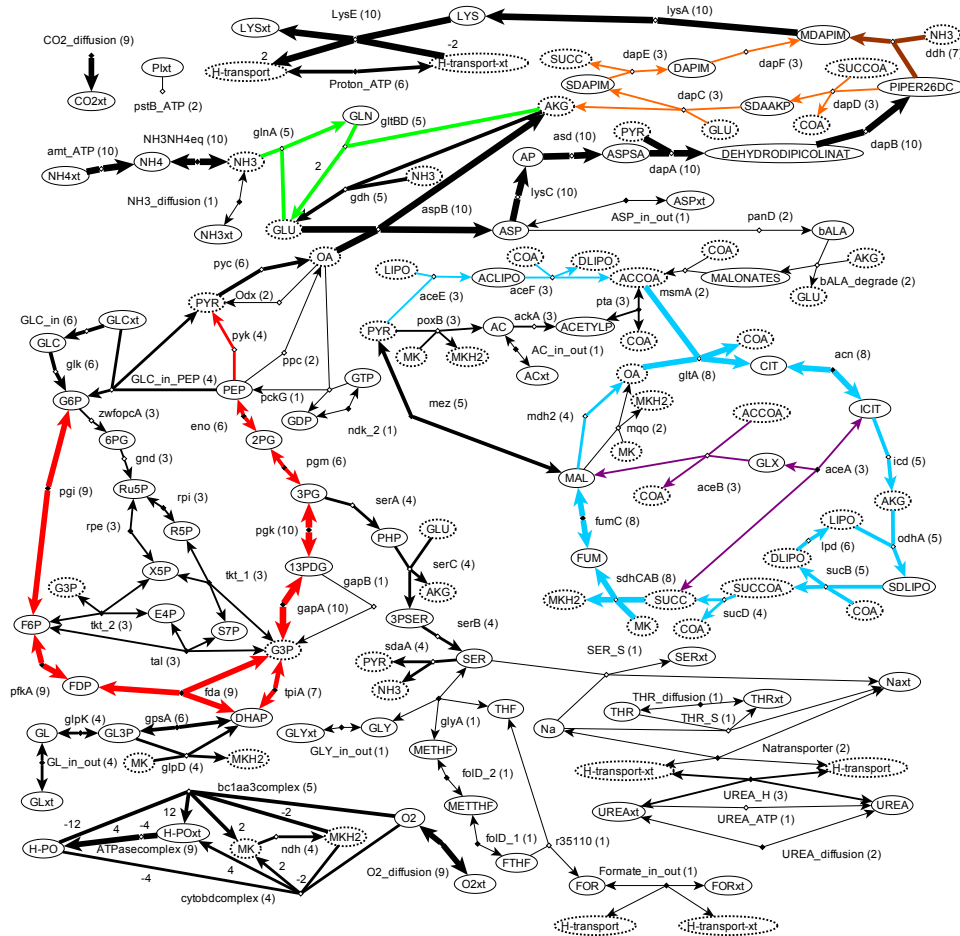 LysE (10)
LYS
lysA (10)
LYSxt
CO2_diffusion (9)
2
-2
MDAPIM
NH3
ddh (7)
PIxt
H-transport
H-transport-xt
Proton_ATP (6)
SUCC
dapE (3)
dapF (3)
SDAPIM
DAPIM
SUCCOA
PIPER26DC
CO2xt
pstB_ATP (2)
dapC (3)
SDAAKP
dapD (3)
COA
GLU
AKG
GLN
gltBD (5)
glnA (5)
NH3NH4eq (10)
amt_ATP (10)
NH4xt
NH4
NH3
2
asd (10)
PYR
AP
ASPSA
dapA (10)
DEHYDRODIPICOLINAT
dapB (10)
NH3
gdh (5)
lysC (10)
NH3_diffusion (1)
NH3xt
GLU
aspB (10)
ASP
ASPxt
ASP_in_out (1)
panD (2)
bALA
pyc (6)
OA
COA
DLIPO
LIPO
ACLIPO
aceE (3)
aceF (3)
ACCOA
COA
MALONATES
msmA (2)
AKG
bALA_degrade (2)
GLU
PYR
Odx (2)
pta (3)
GLC_in (6)
GLCxt
GLC
glk (6)
pyk (4)
ppc (2)
PYR
poxB (3)
AC
ackA (3)
ACETYLP
COA
MK
MKH2
AC_in_out (1)
ACxt
COA
gltA (8)
CIT
acn (8)
OA
GLC_in_PEP (4)
PEP
pckG (1)
GTP
GDP
ndk_2 (1)
G6P
zwfopcA (3)
eno (6)
mez (5)
mdh2 (4)
MKH2
mqo (2)
MK
ACCOA
ICIT
6PG
2PG
gnd (3)
pgm (6)
pgi (9)
Ru5P
rpi (3)
3PG
MAL
GLX
aceA (3)
aceB (3)
COA
icd (5)
AKG
serA (4)
rpe (3)
R5P
pgk (10)
PHP
GLU
fumC (8)
LIPO
lpd (6)
odhA (5)
X5P
13PDG
gapB (1)
serC (4)
FUM
DLIPO
sucB (5)
G3P
tkt_1 (3)
gapA (10)
AKG
sdhCAB (8)
SUCCOA
SDLIPO
MKH2
SUCC
sucD (4)
COA
COA
MK
E4P
3PSER
F6P
tkt_2 (3)
S7P
G3P
serB (4)
tal (3)
sdaA (4)
PYR
SER
NH3
SER_S (1)
SERxt
FDP
pfkA (9)
fda (9)
tpiA (7)
DHAP
Naxt
THR_diffusion (1)
THR
THRxt
THR_S (1)
glpK (4)
gpsA (6)
GL
GL3P
THF
Na
GLYxt
GLY
glyA (1)
GLY_in_out (1)
GL_in_out (4)
MK
MKH2
glpD (4)
METHF
Natransporter (2)
H-transport-xt
H-transport
folD_2 (1)
GLxt
bc1aa3complex (5)
UREA_H (3)
METTHF
UREAxt
UREA
UREA_ATP (1)
-12
12
-2
O2
4
-4
H-POxt
2
MKH2
folD_1 (1)
r35110 (1)
UREA_diffusion (2)
H-PO
ATPasecomplex (9)
MK
ndh (4)
O2_diffusion (9)
O2xt
FTHF
-4
4
2
-2
cytobdcomplex (4)
FOR
Formate_in_out (1)
FORxt
H-transport
H-transport-xt